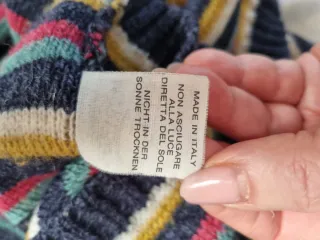 MADE IN ITALY
NON ASCIUGARE
ALLA LUCE
DIRETTA DEL SOLE
NICHT IN DER
SONNE TROCKNEN